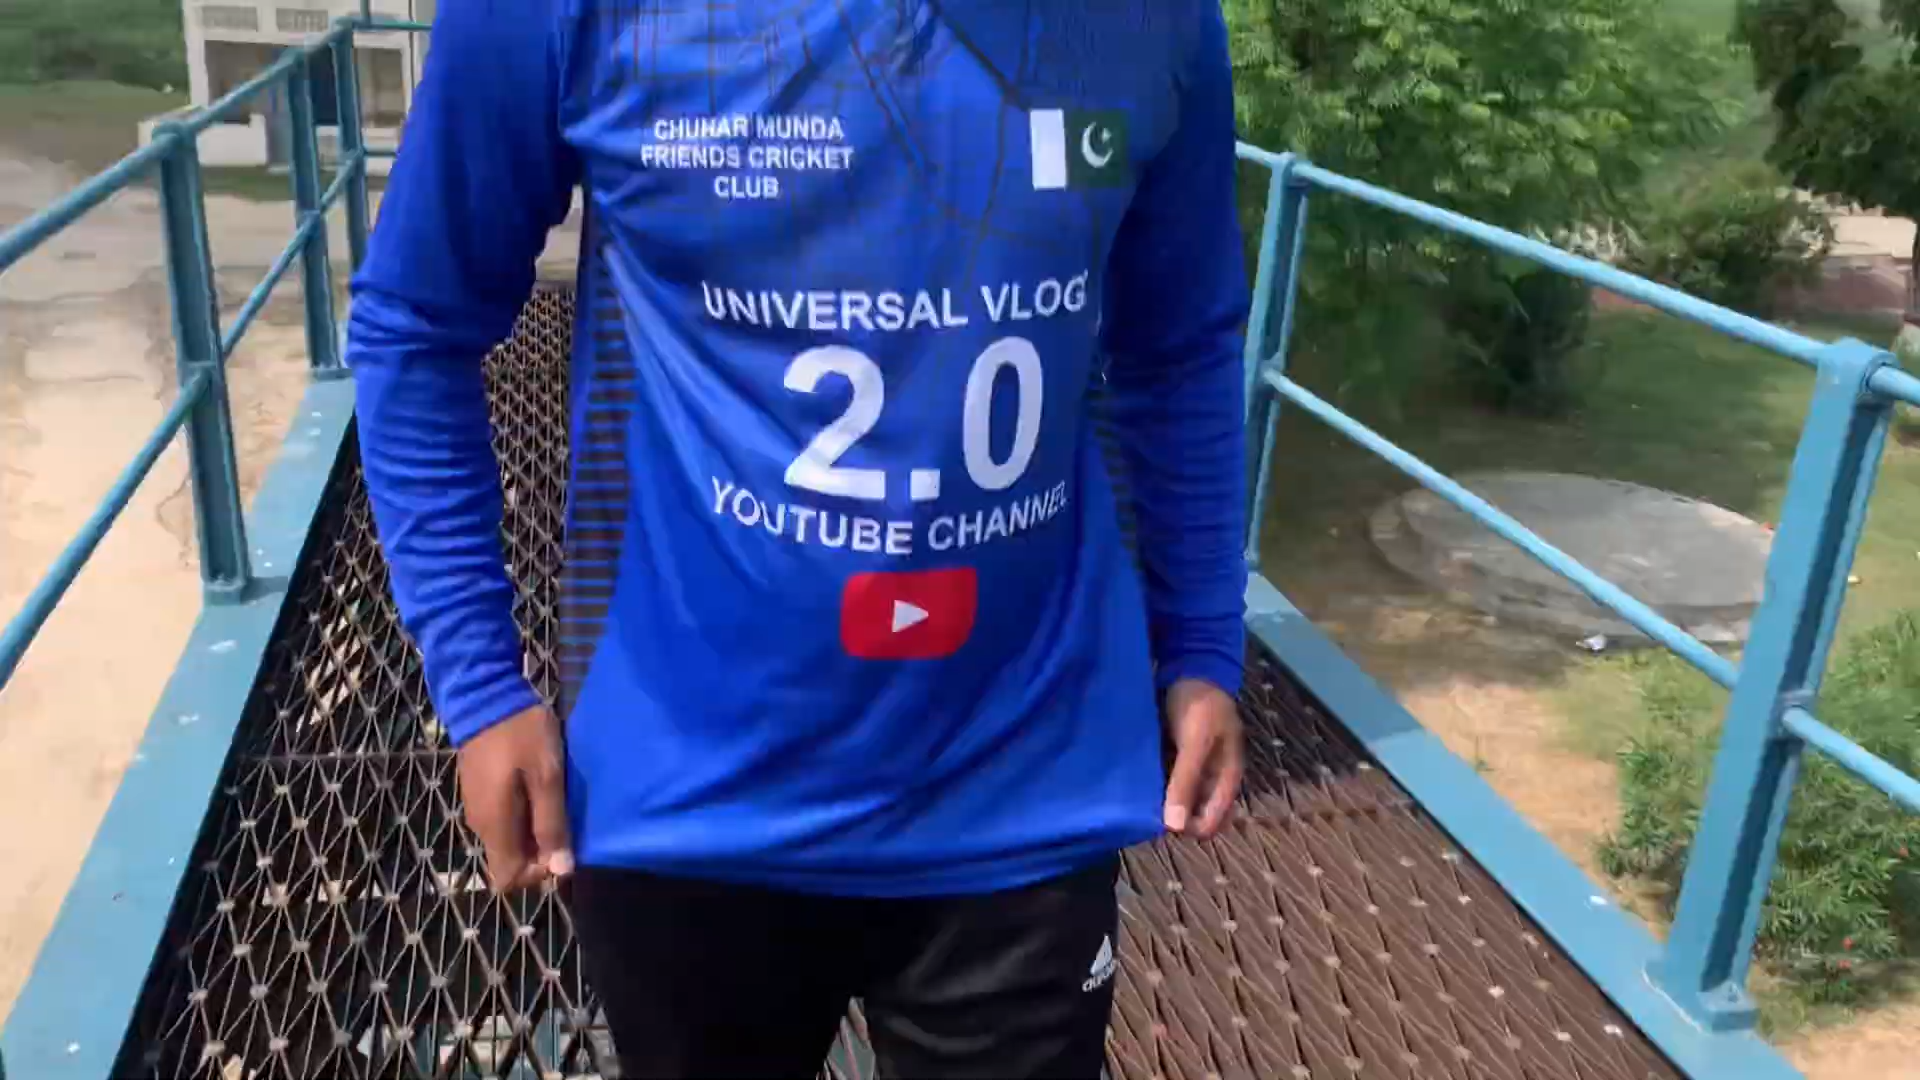 CHUHAR MUNDA
FRIENDS CRICKET
CLUB
UNIVERSAL VLOG
2.0
YOUTUBE CHANNEL